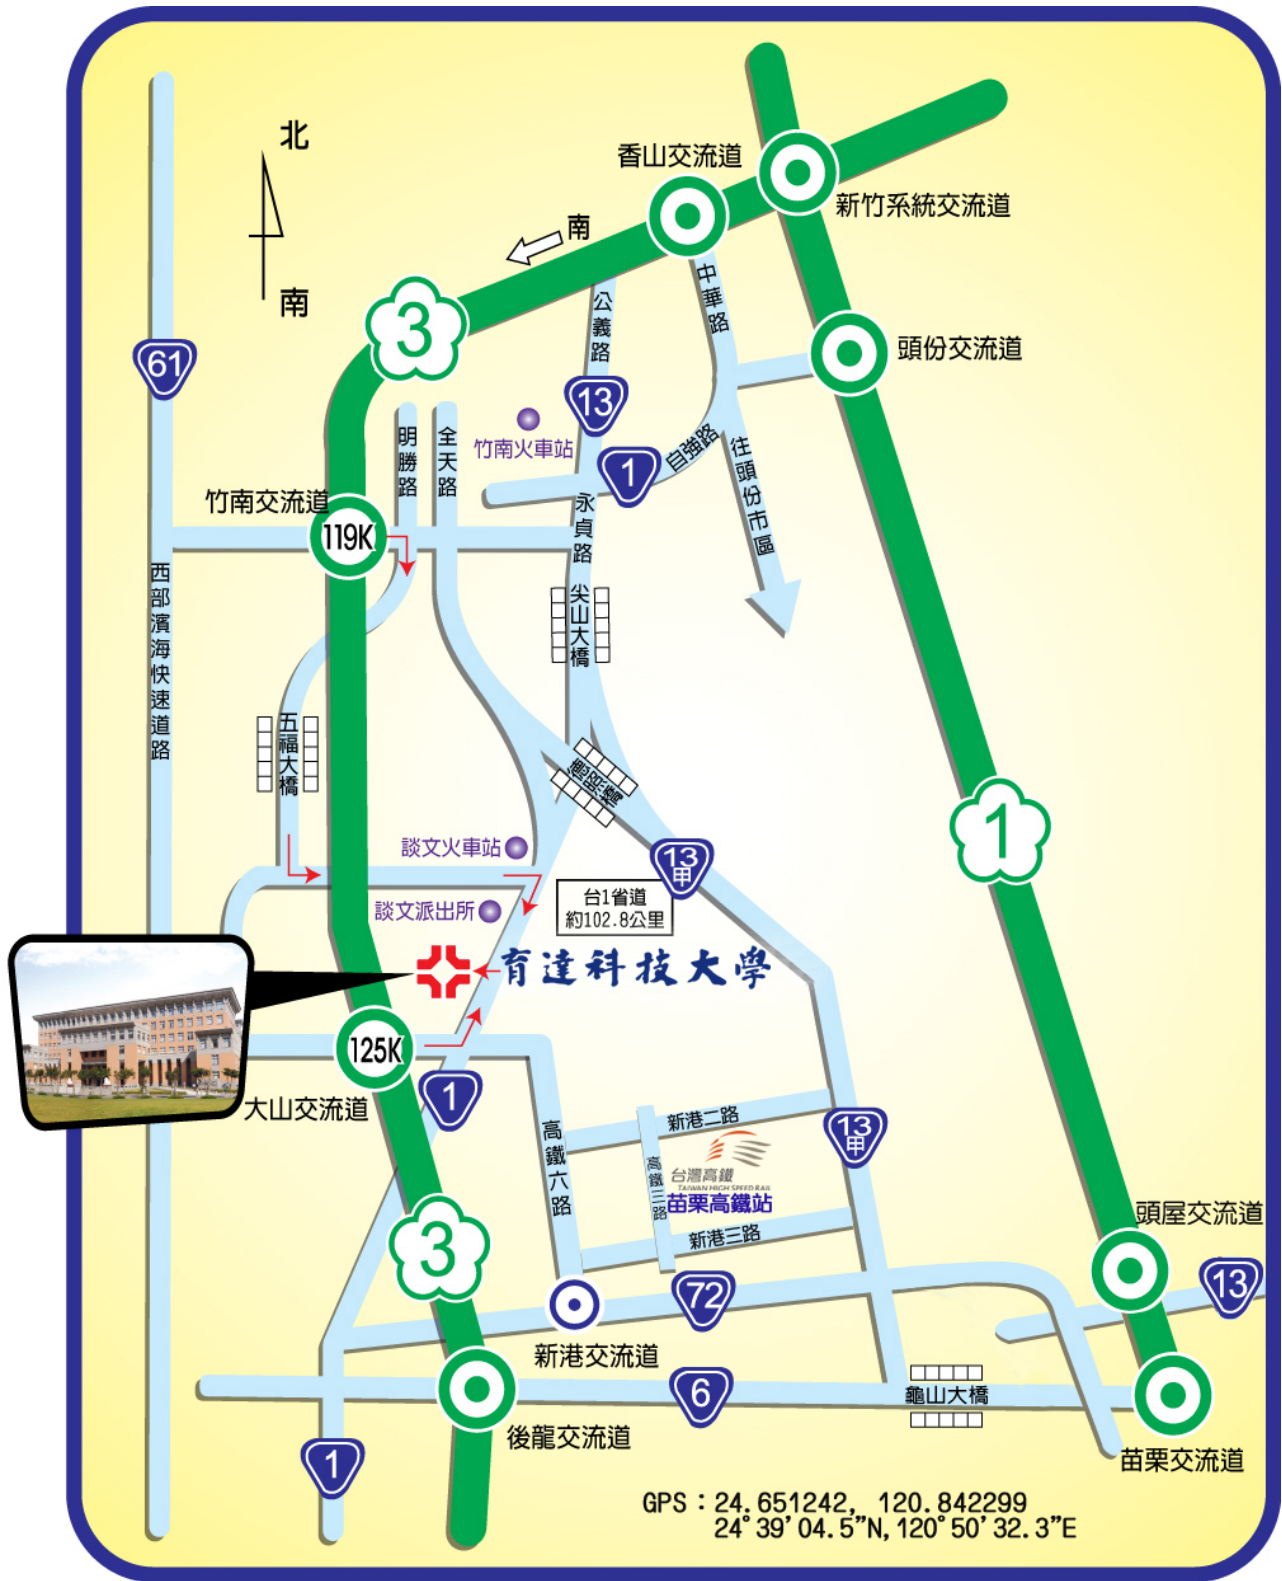 北
南
香山交流道
新竹系統交流道
南
中華路
公義路
3
頭份交流道
61
13
明勝路
全天路
竹南火車站
自強路
往頭份市區
1
竹南交流道
永貞路
119K
西部濱海快速道路
尖山大橋
五福大橋
德照橋
1
談文火車站
13甲
台1省道
約102.8公里
談文派出所
育達科技大學
125K
大山交流道
1
高鐵六路
新港二路
13甲
高鐵三路
台灣高鐵
TAIWAN HIGH SPEED RAIL
苗栗高鐵站
新港三路
3
頭屋交流道
13
72
新港交流道
6
龜山大橋
後龍交流道
1
苗栗交流道
GPS：24.651242, 120.842299
24°39'04.5"N,120°50'32.3"E